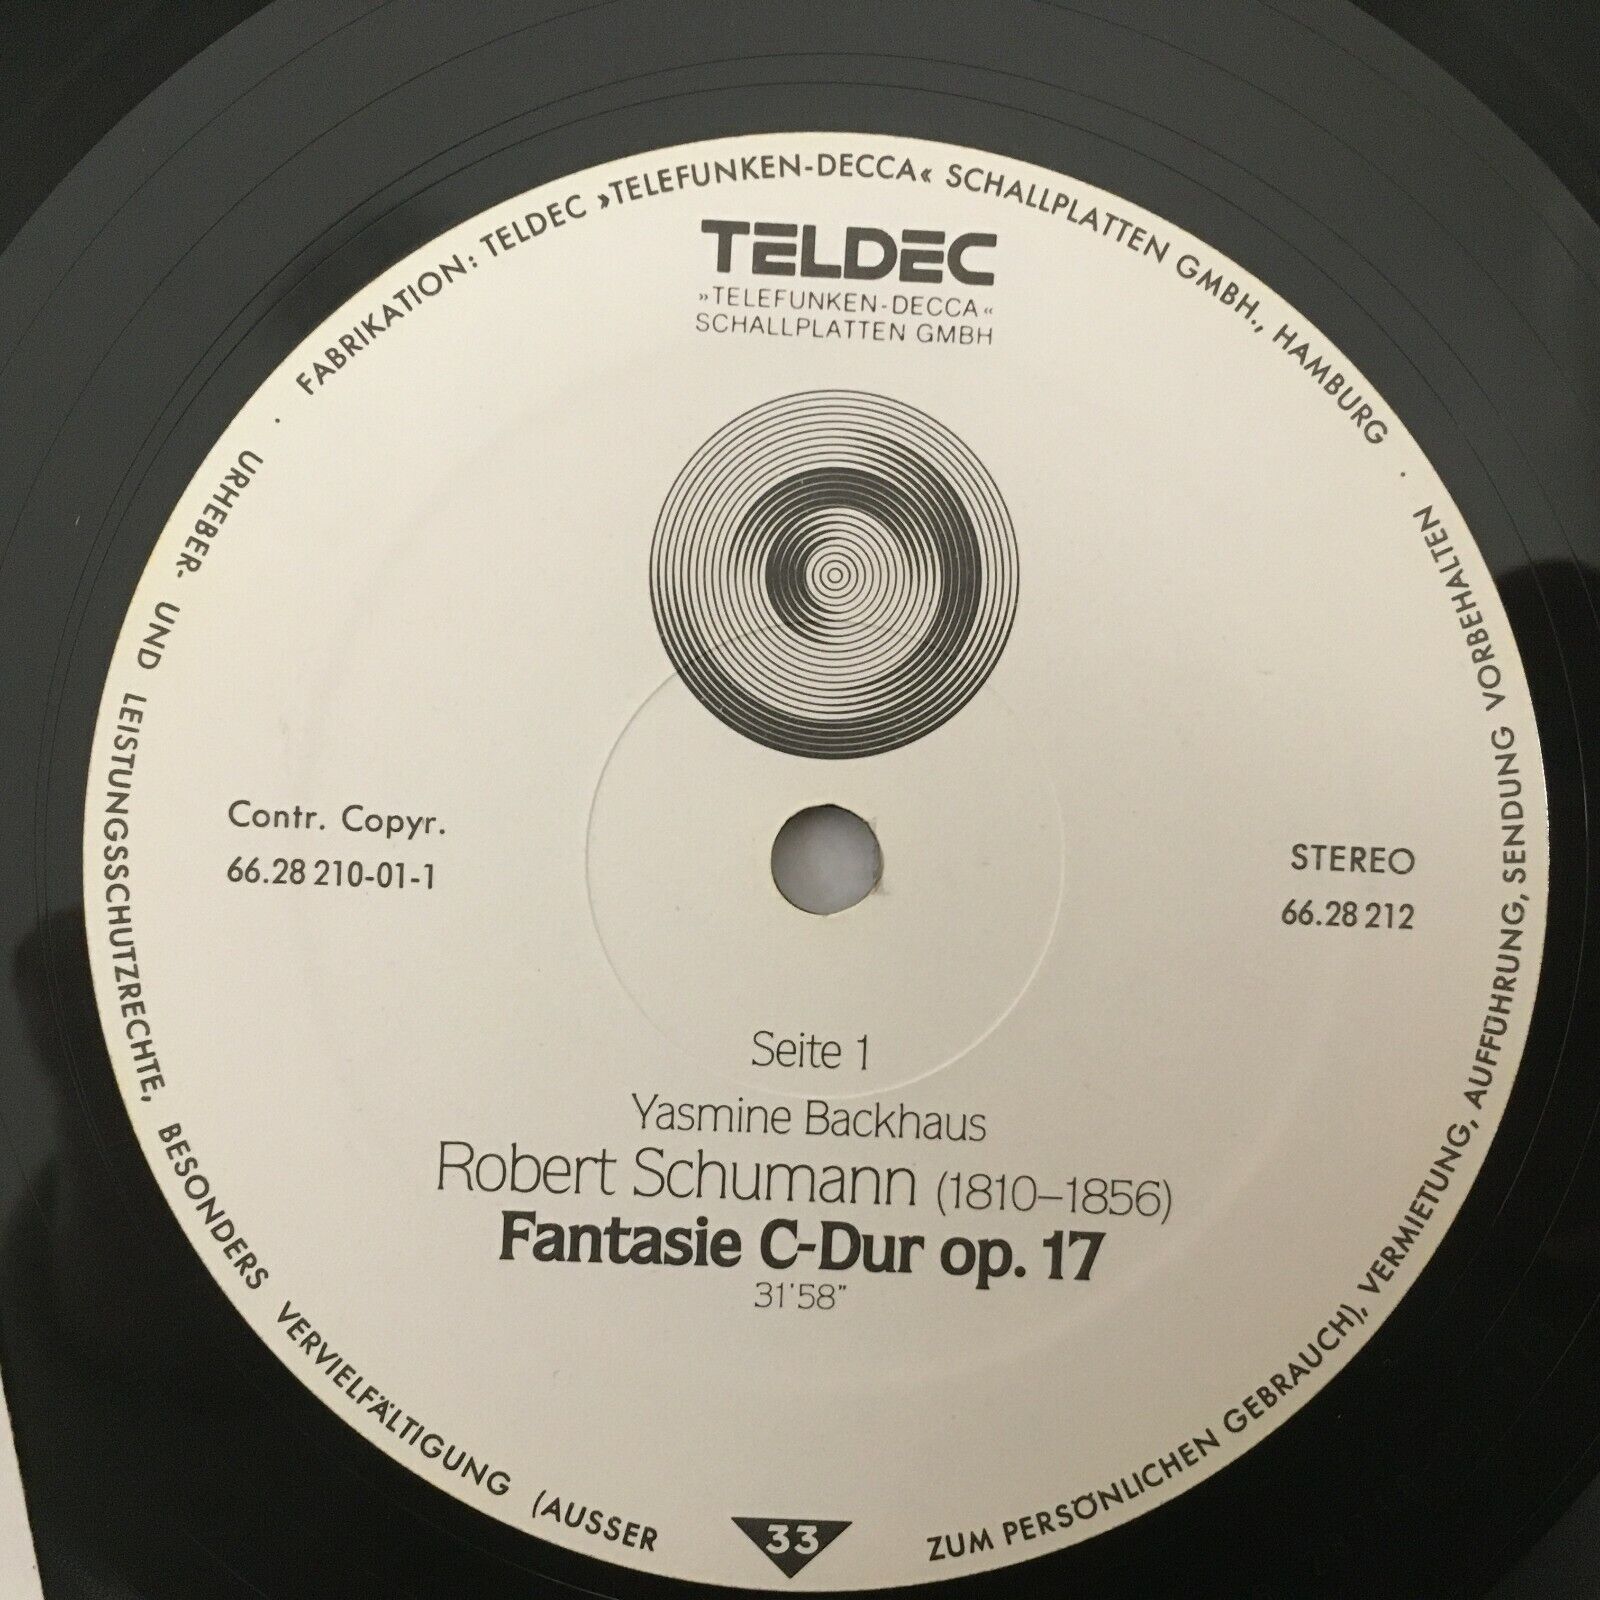 FABRIKATION: TELDEC »TELEFUNKEN-DECCA« SCHALLPLATTEN GMBH., HAMBURG ·
TELDEC
»TELEFUNKEN-DECCA«
SCHALLPLATTEN GMBH
Contr. Copyr.
66.28 210-01-1
STEREO
66.28 212
Seite 1
Yasmine Backhaus
Robert Schumann (1810–1856)
Fantasie C-Dur op. 17
31'58"
URHEBER- UND LEISTUNGSSCHUTZRECHTE, BESONDERS VERVIELFÄLTIGUNG (AUSSER ZUM PERSÖNLICHEN GEBRAUCH), VERMIETUNG, AUFFÜHRUNG, SENDUNG VORBEHALTEN ·
33